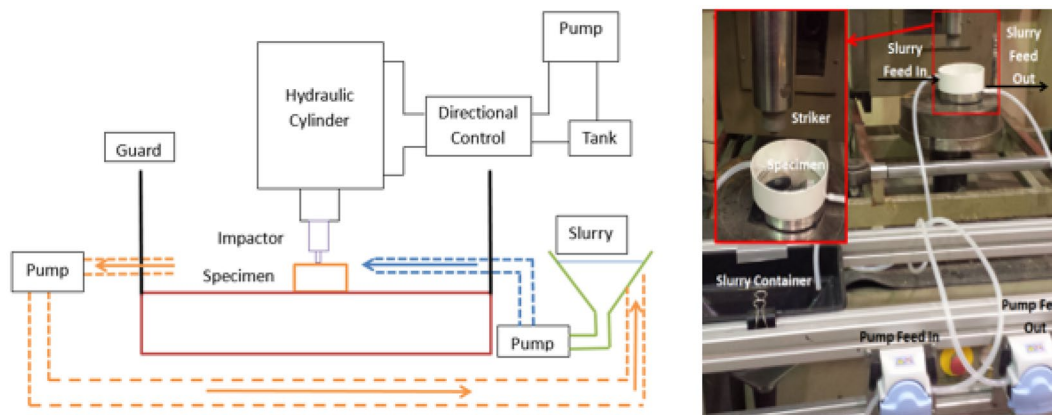 Pump
Hydraulic
Cylinder
Directional
Control
Tank
Guard
Impactor
Slurry
Specimen
Pump
Pump
Slurry
Feed In
Slurry
Feed
Out
Striker
Specimen
Slurry Container
Pump Feed In
Pump Fe
Out